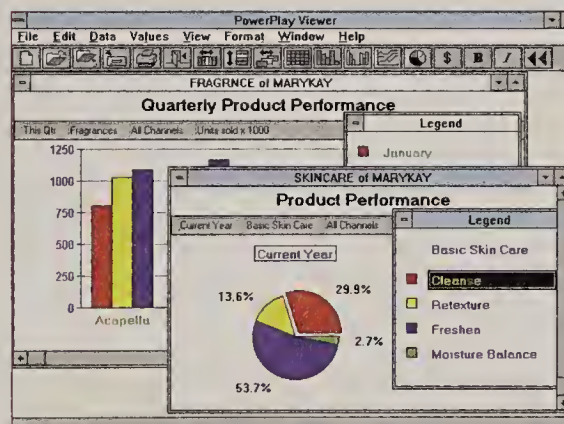 PowerPlay Viewer
File Edit Data Values View Format Window Help
$ B I
FRAGRNCE of MARYKAY
Quarterly Product Performance
This Qtr Fragrances All Channels Units sold x 1000
Legend
January
1250
1000
750
500
250
0
Acapella
SKINCARE of MARYKAY
Product Performance
Current Year Basic Skin Care All Channels
Current Year
13.6%
29.9%
2.7%
53.7%
Legend
Basic Skin Care
Cleanse
Retexture
Freshen
Moisture Balance